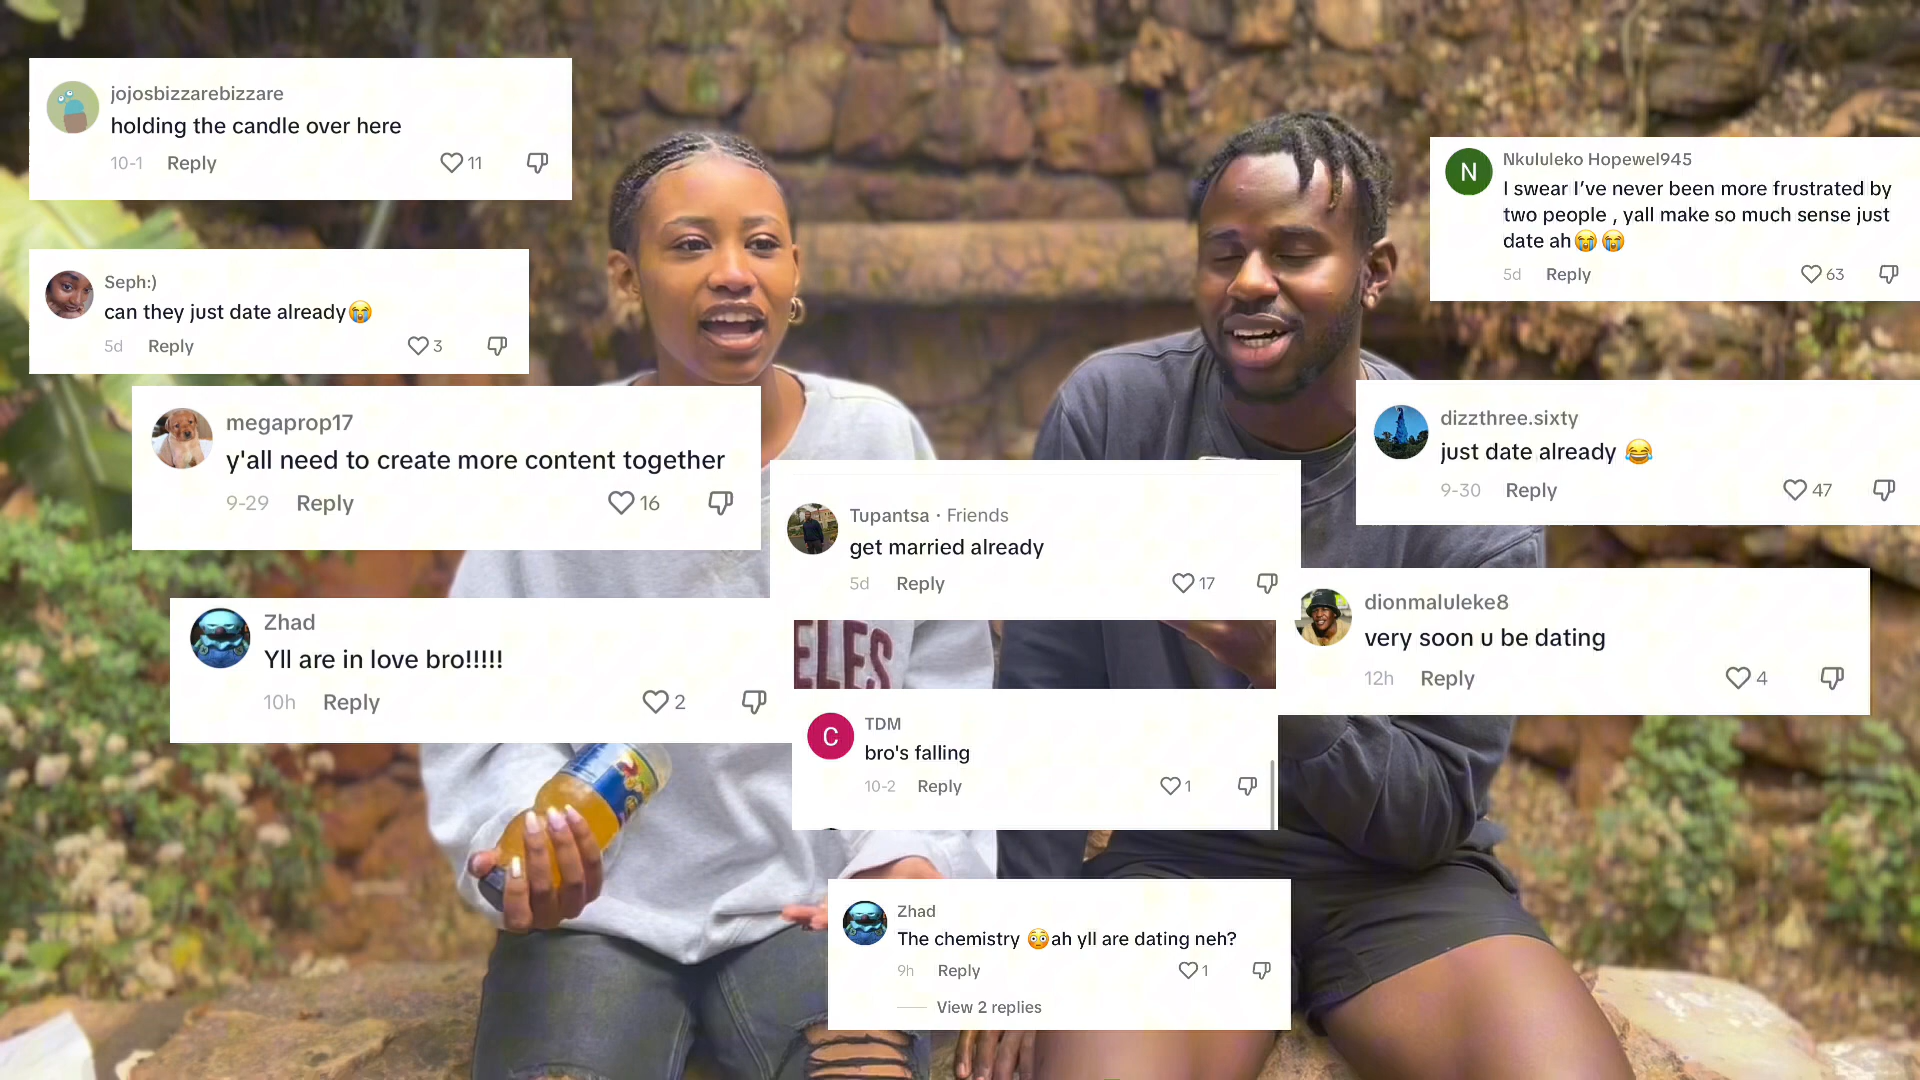 jojosbizzarebizzare
holding the candle over here
10-1 Reply 11
Seph:)
can they just date already😭
5d Reply 3
megaprop17
y'all need to create more content together
9-29 Reply 16
Zhad
Yll are in love bro!!!!!
10h Reply 2
N
Nkululeko Hopewel945
I swear I've never been more frustrated by
two people , yall make so much sense just
date ah😭😭
5d Reply 63
dizzthree.sixty
just date already 😂
9-30 Reply 47
Tupantsa · Friends
get married already
5d Reply 17
dionmaluleke8
very soon u be dating
12h Reply 4
ELES
C
TDM
bro's falling
10-2 Reply 1
Zhad
The chemistry 😳ah yll are dating neh?
9h Reply 1
View 2 replies